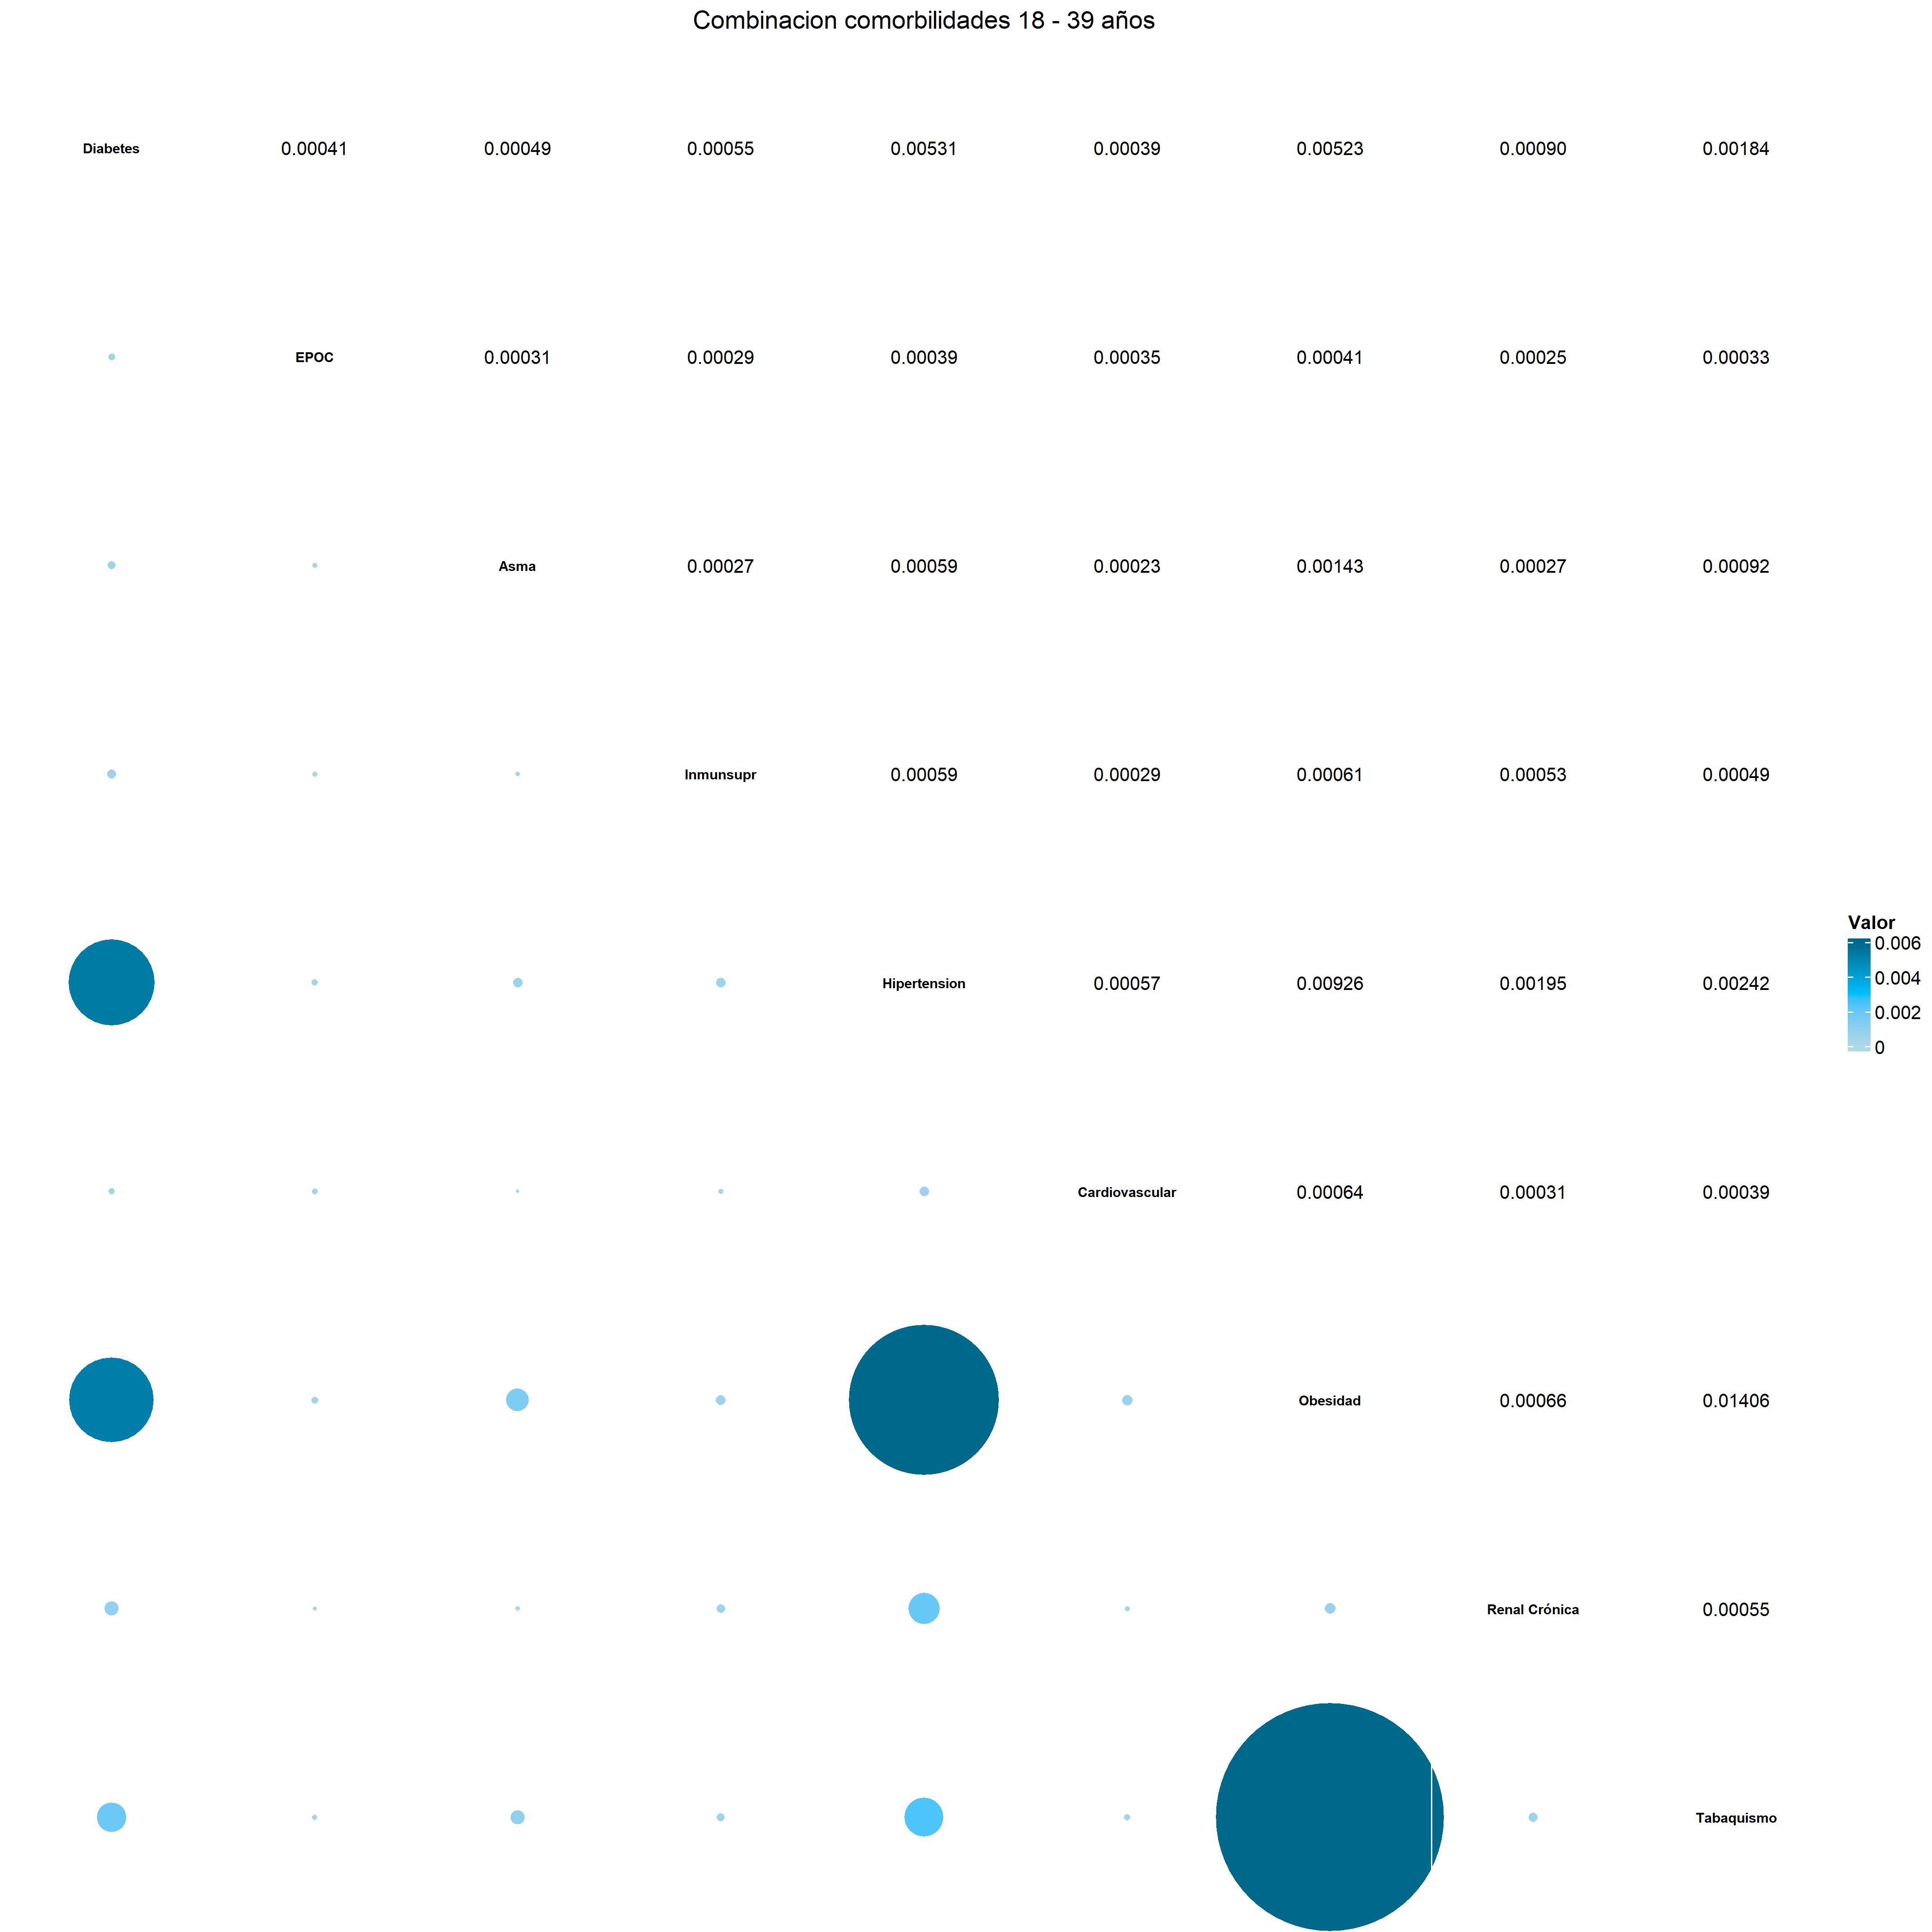 Combinacion comorbilidades 18 - 39 años
Diabetes 0.00041 0.00049 0.00055 0.00531 0.00039 0.00523 0.00090 0.00184
EPOC 0.00031 0.00029 0.00039 0.00035 0.00041 0.00025 0.00033
Asma 0.00027 0.00059 0.00023 0.00143 0.00027 0.00092
Inmunsupr 0.00059 0.00029 0.00061 0.00053 0.00049
Hipertension 0.00057 0.00926 0.00195 0.00242
Cardiovascular 0.00064 0.00031 0.00039
Obesidad 0.00066 0.01406
Renal Crónica 0.00055
Tabaquismo
Valor
0.006
0.004
0.002
0